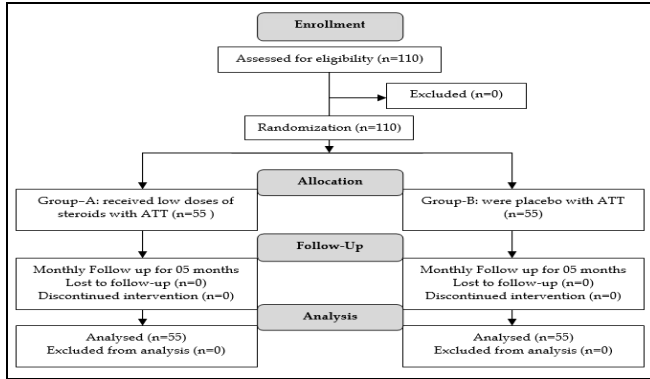 Enrollment
Assessed for eligibility (n=110)
Excluded (n=0)
Randomization (n=110)
Allocation
Group-A: received low doses of
steroids with ATT (n=55 )
Group-B: were placebo with ATT
(n=55)
Follow-Up
Monthly Follow up for 05 months
Lost to follow-up (n=0)
Discontinued intervention (n=0)
Monthly Follow up for 05 months
Lost to follow-up (n=0)
Discontinued intervention (n=0)
Analysis
Analysed (n=55)
Excluded from analysis (n=0)
Analysed (n=55)
Excluded from analysis (n=0)